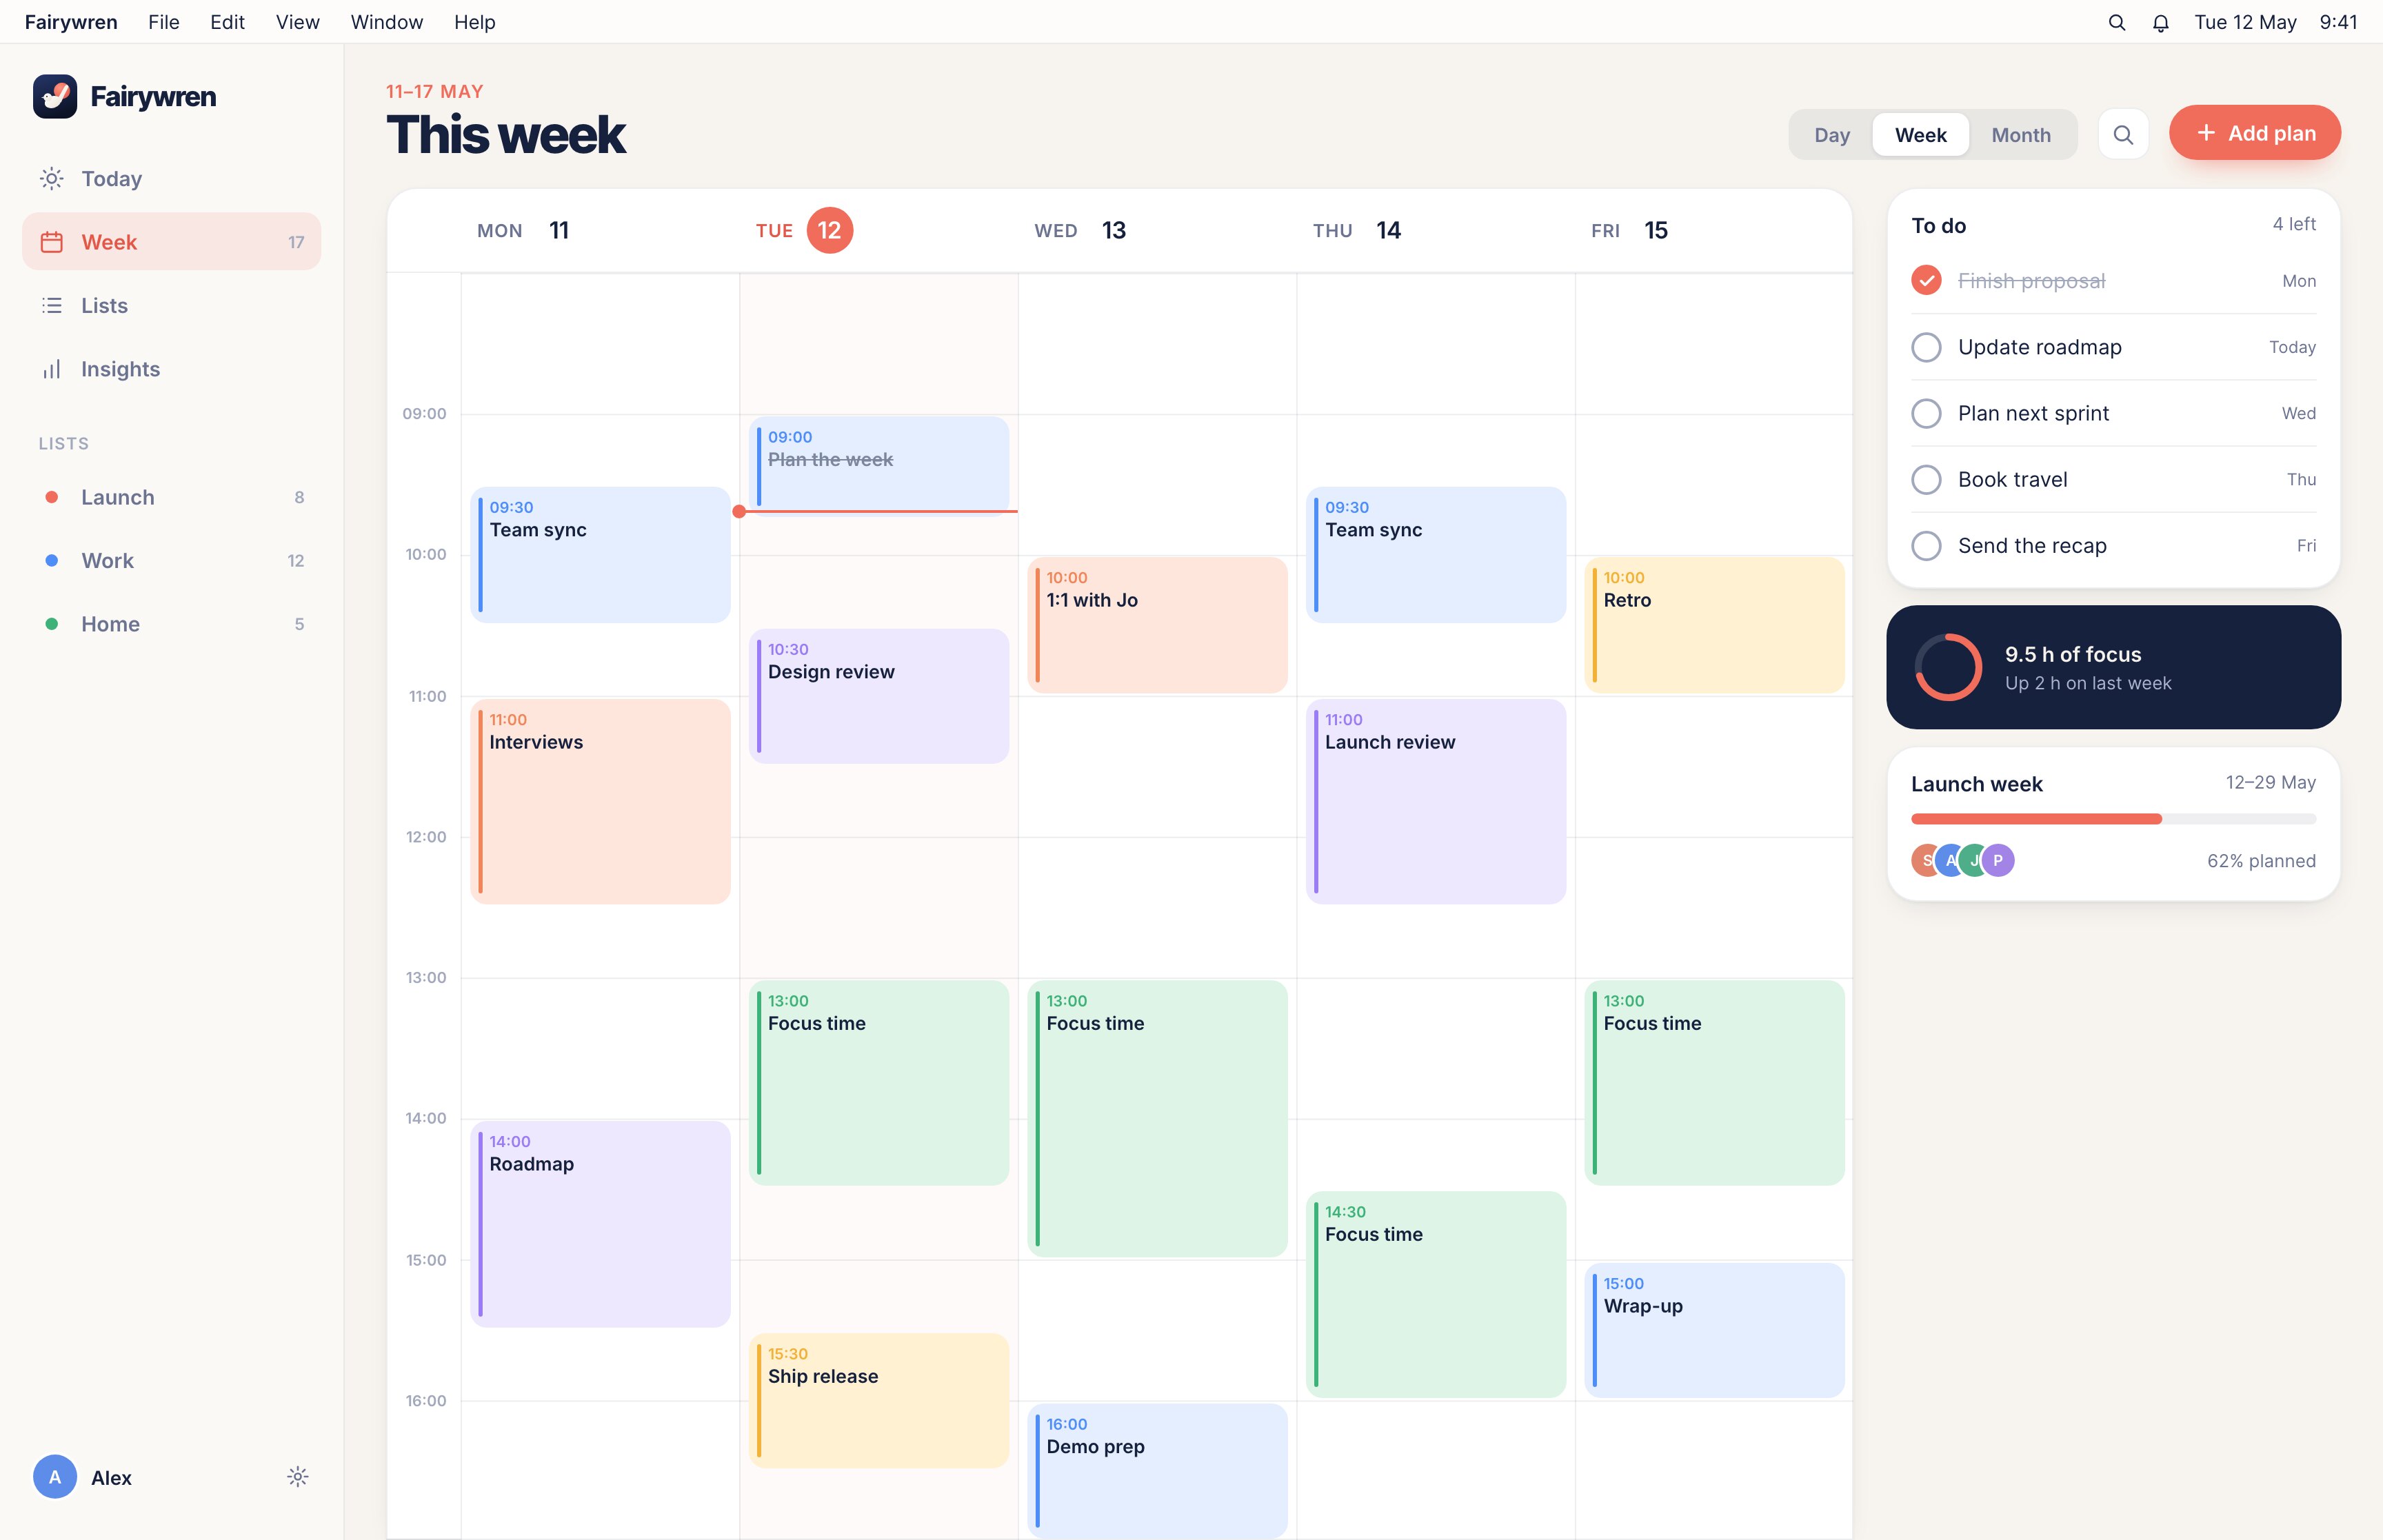 Fairywren File Edit View Window Help Tue 12 May 9:41
Fairywren
Today
Week 17
Lists
Insights
LISTS
Launch 8
Work 12
Home 5
A Alex
11–17 MAY
This week
Day Week Month
+ Add plan
MON 11 TUE 12 WED 13 THU 14 FRI 15
09:00
10:00
11:00
12:00
13:00
14:00
15:00
16:00
09:30
Team sync
11:00
Interviews
14:00
Roadmap
09:00
Plan the week
10:30
Design review
13:00
Focus time
15:30
Ship release
10:00
1:1 with Jo
13:00
Focus time
16:00
Demo prep
09:30
Team sync
11:00
Launch review
14:30
Focus time
10:00
Retro
13:00
Focus time
15:00
Wrap-up
To do 4 left
Finish proposal Mon
Update roadmap Today
Plan next sprint Wed
Book travel Thu
Send the recap Fri
9.5 h of focus
Up 2 h on last week
Launch week 12–29 May
S A J P 62% planned